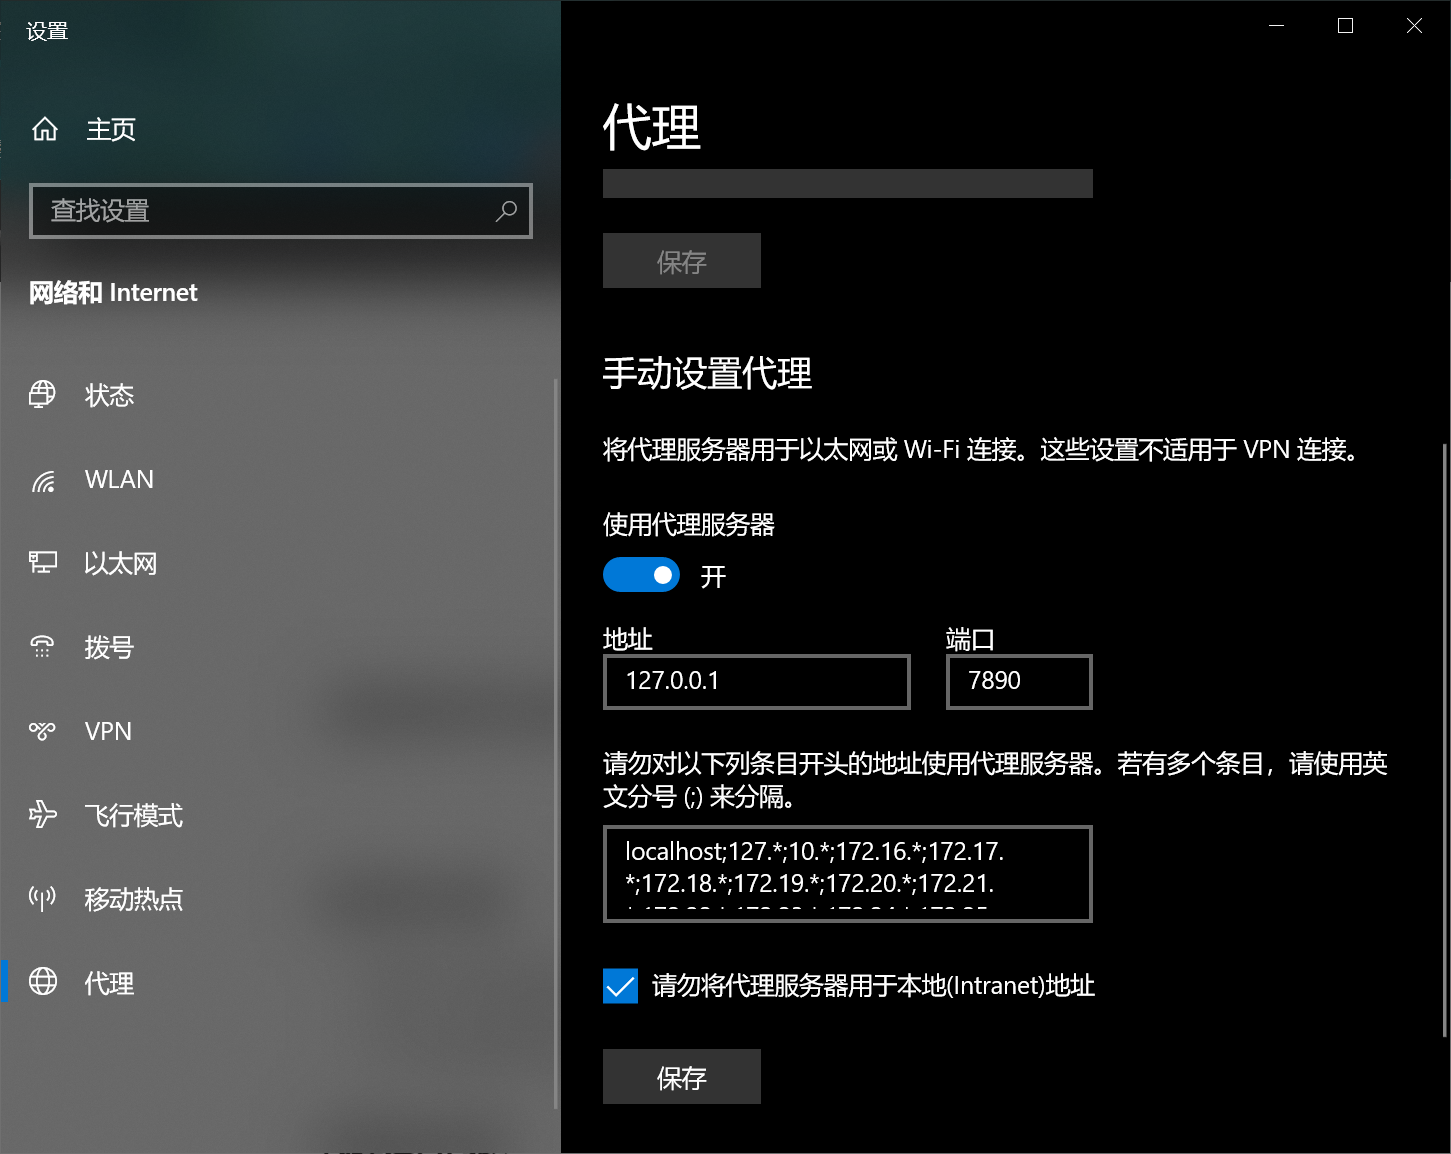 设置
主页
查找设置
网络和 Internet
状态
WLAN
以太网
拨号
VPN
飞行模式
移动热点
代理
代理
保存
手动设置代理
将代理服务器用于以太网或 Wi-Fi 连接。这些设置不适用于 VPN 连接。
使用代理服务器
开
地址
端口
127.0.0.1
7890
请勿对以下列条目开头的地址使用代理服务器。若有多个条目，请使用英
文分号 (;) 来分隔。
localhost;127.*;10.*;172.16.*;172.17.
*;172.18.*;172.19.*;172.20.*;172.21.
请勿将代理服务器用于本地(Intranet)地址
保存